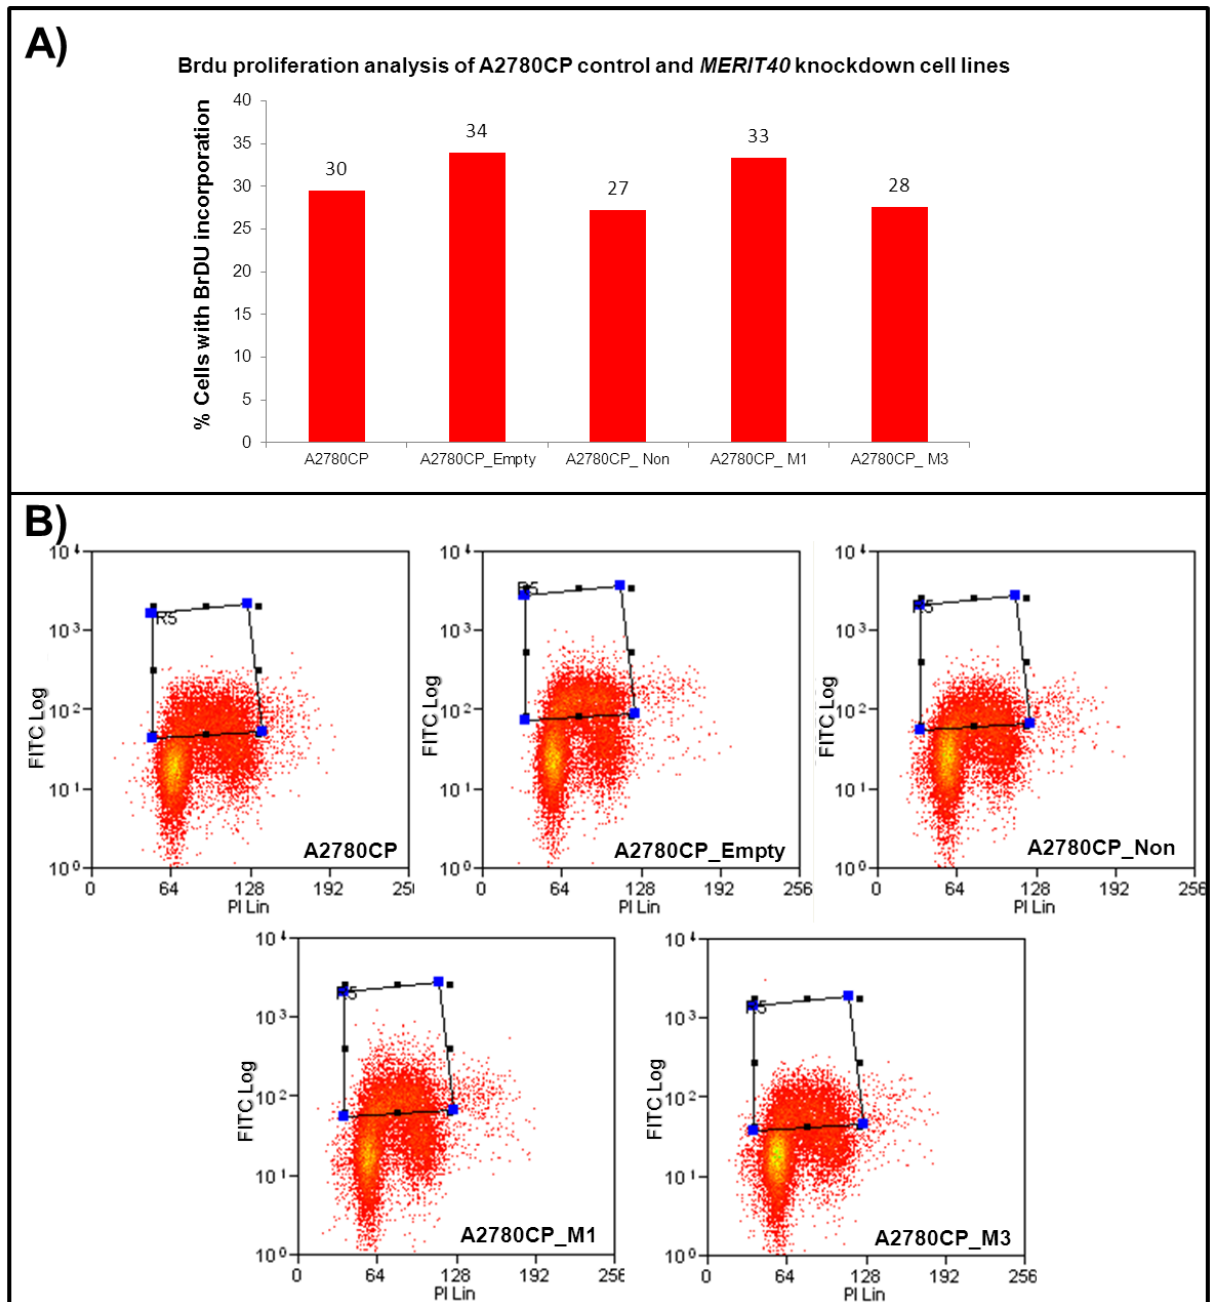 A)
Brdu proliferation analysis of A2780CP control and MERIT40 knockdown cell lines
% Cells with BrDU incorporation
40
35
30
25
20
15
10
5
0
30
34
27
33
28
A2780CP
A2780CP_Empty
A2780CP_ Non
A2780CP_ M1
A2780CP_ M3
B)
10⁴
10³
10²
10¹
10⁰
FITC Log
R5
A2780CP
0
64
128
192
25
PI Lin
10⁴
10³
10²
10¹
10⁰
FITC Log
R5
A2780CP_Empty
0
64
128
192
256
PI Lin
10⁴
10³
10²
10¹
10⁰
FITC Log
R5
A2780CP_Non
0
64
128
192
256
PI Lin
10⁴
10³
10²
10¹
10⁰
FITC Log
R5
A2780CP_M1
0
64
128
192
256
PI Lin
10⁴
10³
10²
10¹
10⁰
FITC Log
R5
A2780CP_M3
0
64
128
192
256
PI Lin